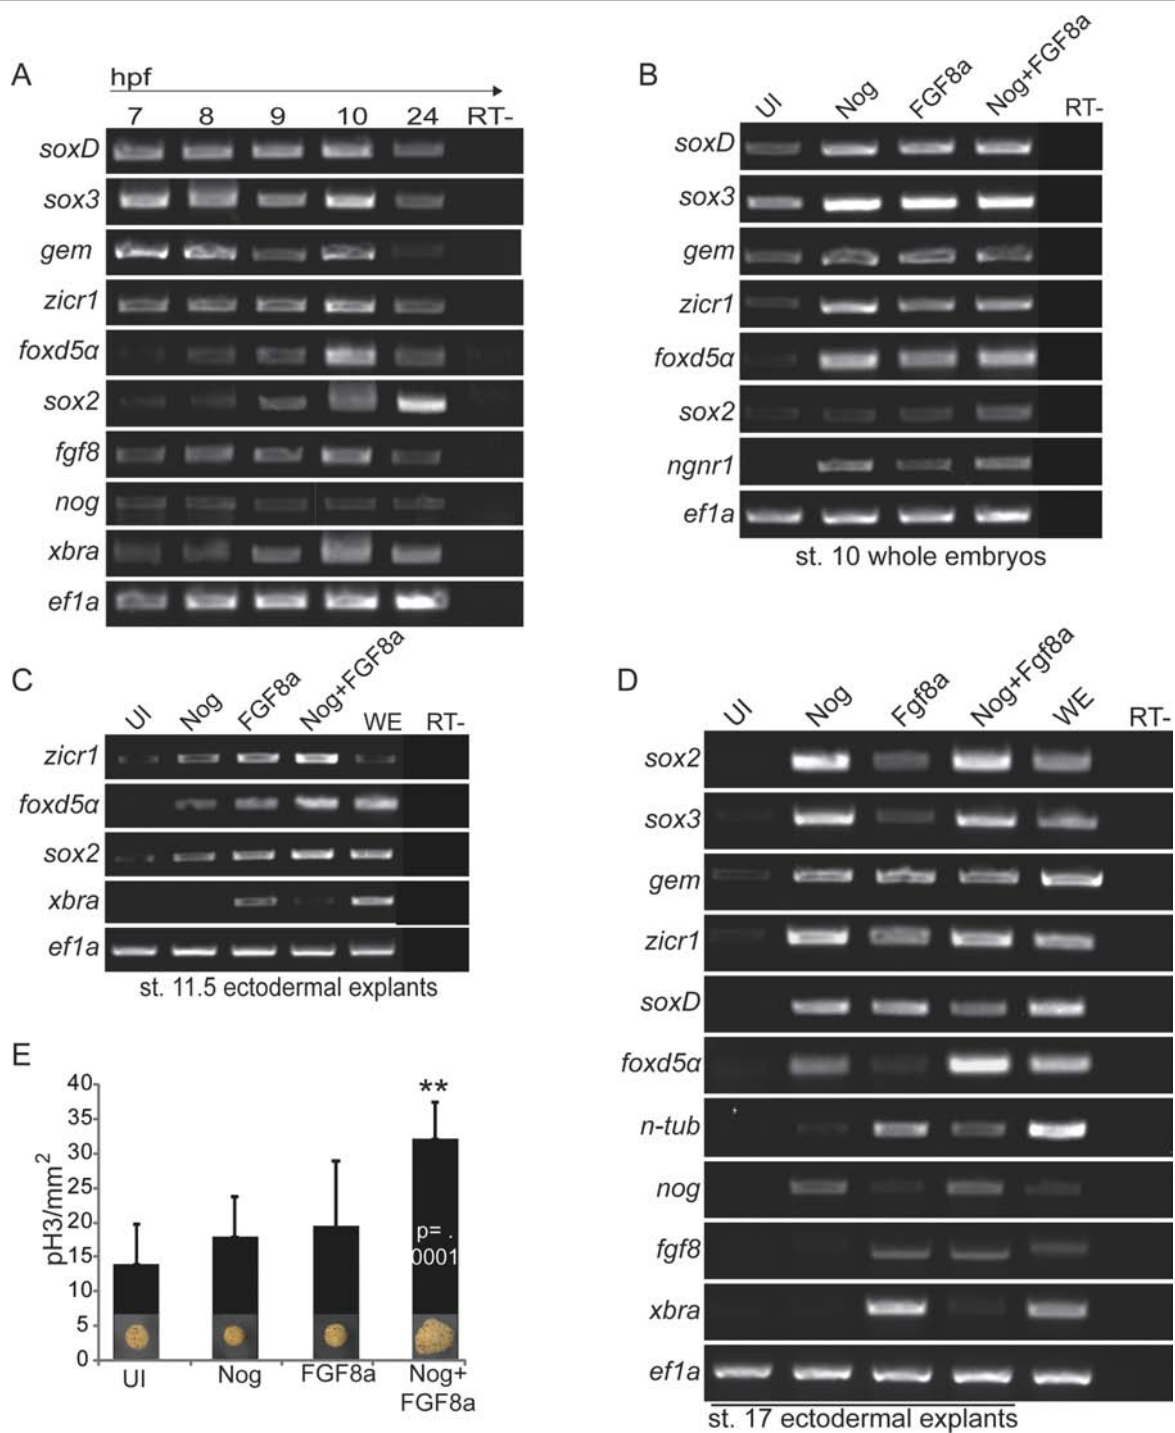 A
hpf
7 8 9 10 24 RT-
soxD
sox3
gem
zicr1
foxd5α
sox2
fgf8
nog
xbra
ef1a
B
UI Nog FGF8a Nog+FGF8a RT-
soxD
sox3
gem
zicr1
foxd5α
sox2
ngnr1
ef1a
st. 10 whole embryos
C
UI Nog FGF8a Nog+FGF8a WE RT-
zicr1
foxd5α
sox2
xbra
ef1a
st. 11.5 ectodermal explants
D
UI Nog Fgf8a Nog+Fgf8a WE RT-
sox2
sox3
gem
zicr1
soxD
foxd5α
n-tub
nog
fgf8
xbra
ef1a
st. 17 ectodermal explants
E
pH3/mm²
40
35
30
25
20
15
10
5
0
**
p= .
0001
UI Nog FGF8a Nog+
FGF8a